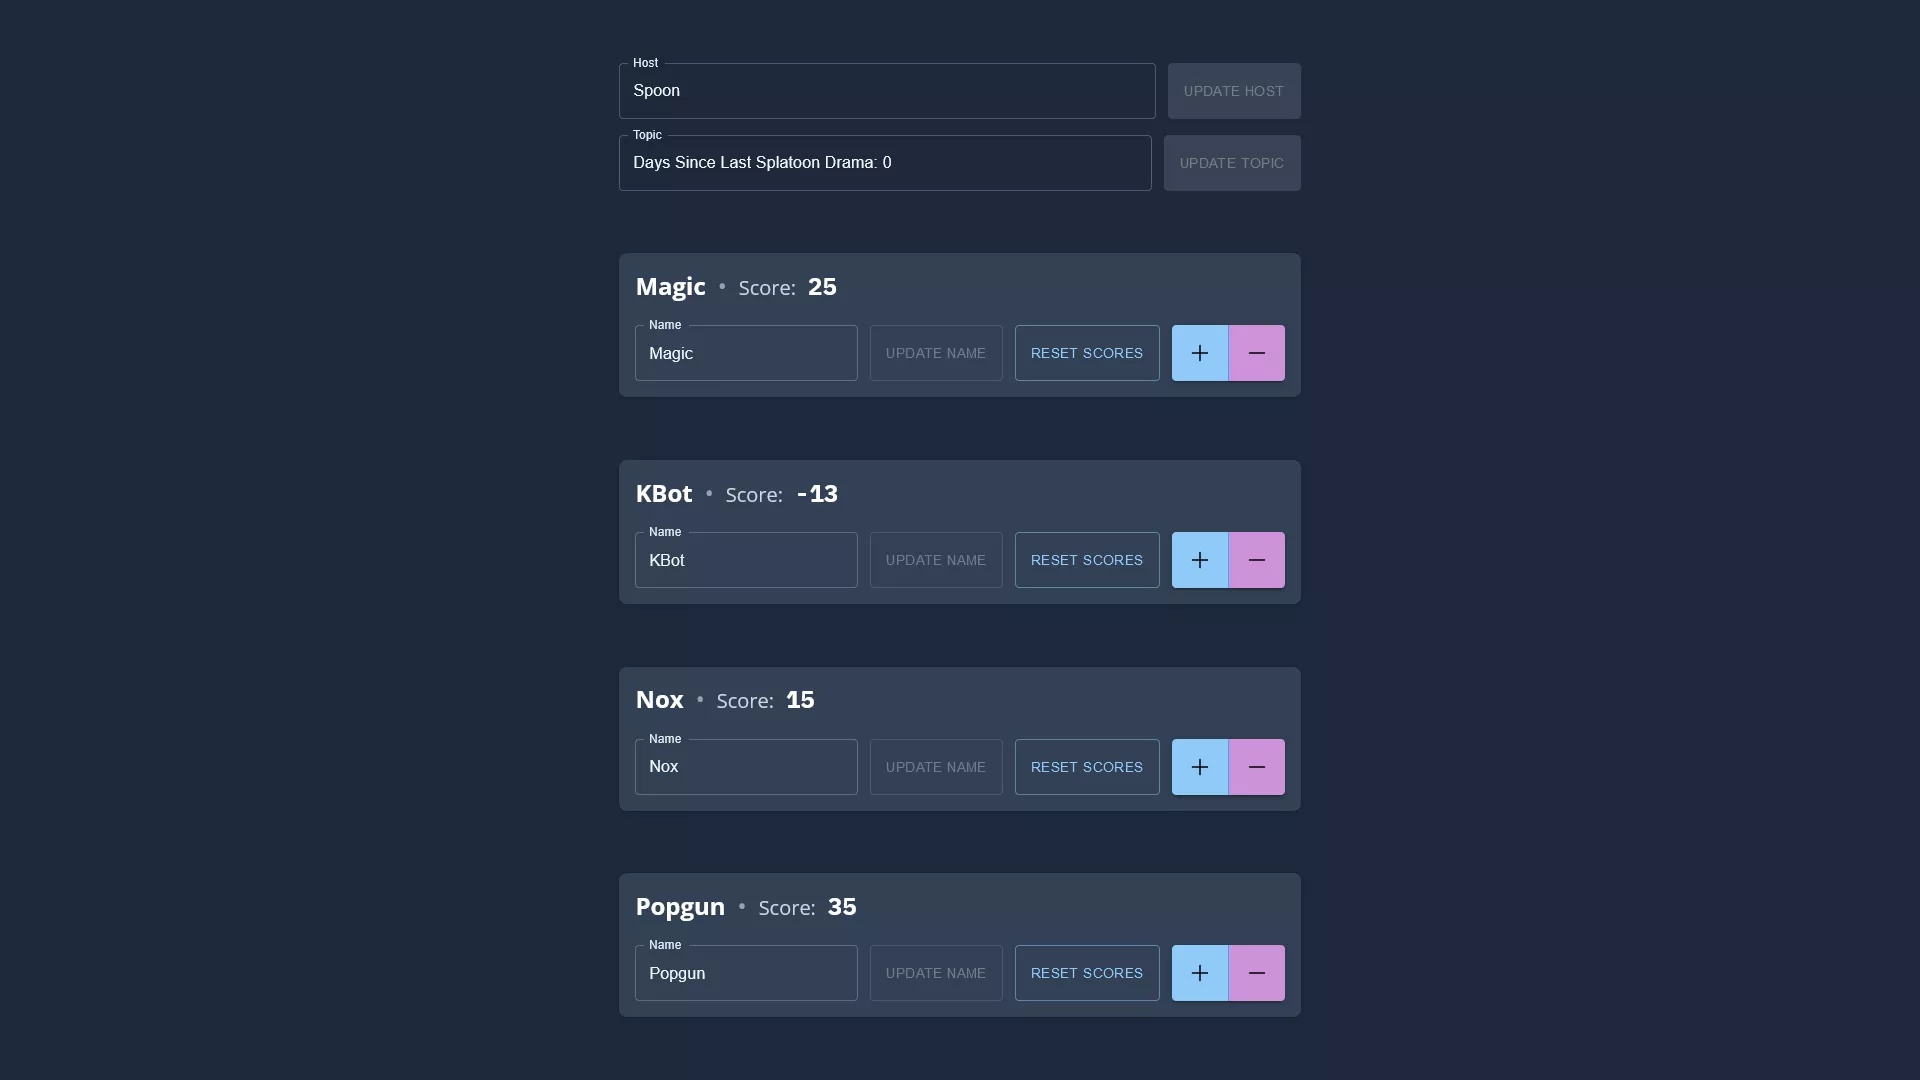 Host
Spoon
UPDATE HOST
Topic
Days Since Last Splatoon Drama: 0
UPDATE TOPIC
Magic • Score: 25
Name
Magic
UPDATE NAME
RESET SCORES
+
−
KBot • Score: -13
Name
KBot
UPDATE NAME
RESET SCORES
+
−
Nox • Score: 15
Name
Nox
UPDATE NAME
RESET SCORES
+
−
Popgun • Score: 35
Name
Popgun
UPDATE NAME
RESET SCORES
+
−